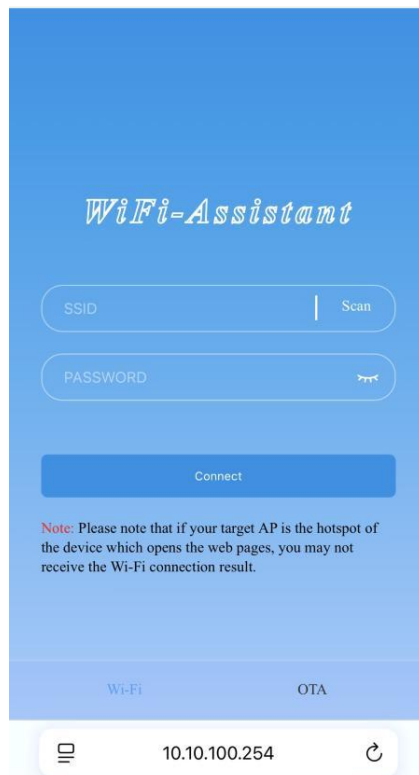 WiFi-Assistant
SSID
Scan
PASSWORD
Connect
Note: Please note that if your target AP is the hotspot of
the device which opens the web pages, you may not
receive the Wi-Fi connection result.
Wi-Fi
OTA
10.10.100.254